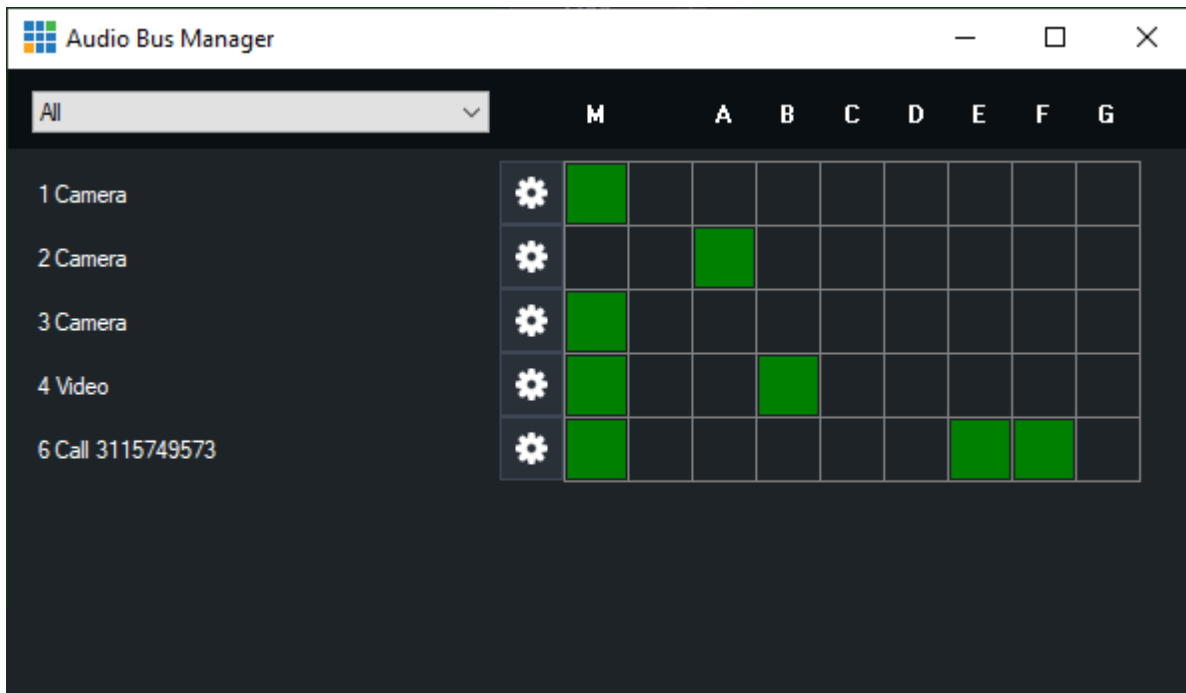 Audio Bus Manager
All M A B C D E F G
1 Camera
2 Camera
3 Camera
4 Video
6 Call 3115749573